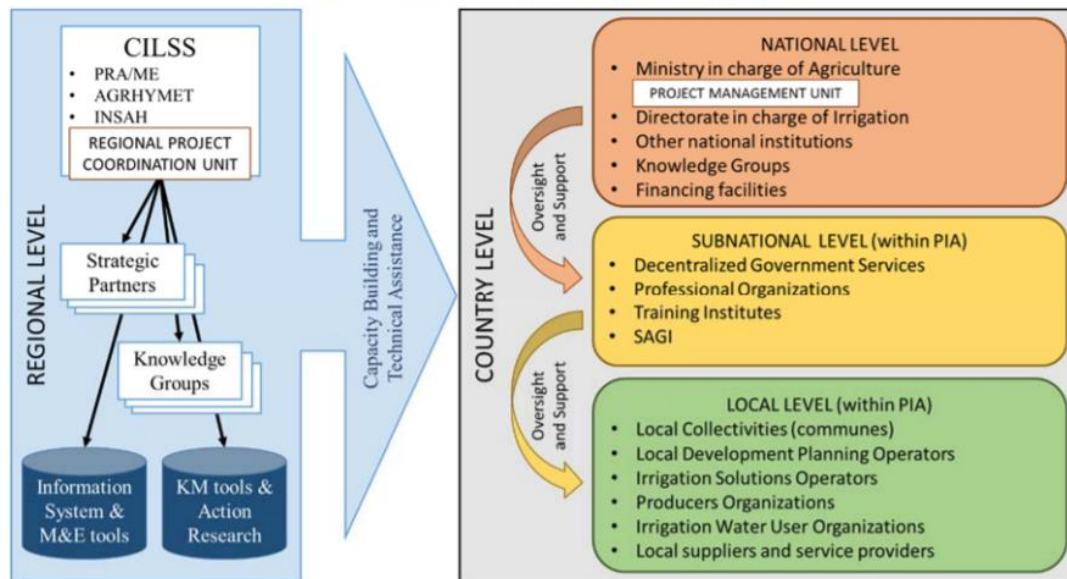 REGIONAL LEVEL
CILSS
• PRA/ME
• AGRHYMET
• INSAH
REGIONAL PROJECT
COORDINATION UNIT
Strategic
Partners
Knowledge
Groups
Information
System &
M&E tools
KM tools &
Action
Research
Capacity Building and
Technical Assistance
COUNTRY LEVEL
NATIONAL LEVEL
• Ministry in charge of Agriculture
PROJECT MANAGEMENT UNIT
• Directorate in charge of Irrigation
• Other national institutions
• Knowledge Groups
• Financing facilities
Oversight
and Support
SUBNATIONAL LEVEL (within PIA)
• Decentralized Government Services
• Professional Organizations
• Training Institutes
• SAGI
Oversight
and Support
LOCAL LEVEL (within PIA)
• Local Collectivities (communes)
• Local Development Planning Operators
• Irrigation Solutions Operators
• Producers Organizations
• Irrigation Water User Organizations
• Local suppliers and service providers